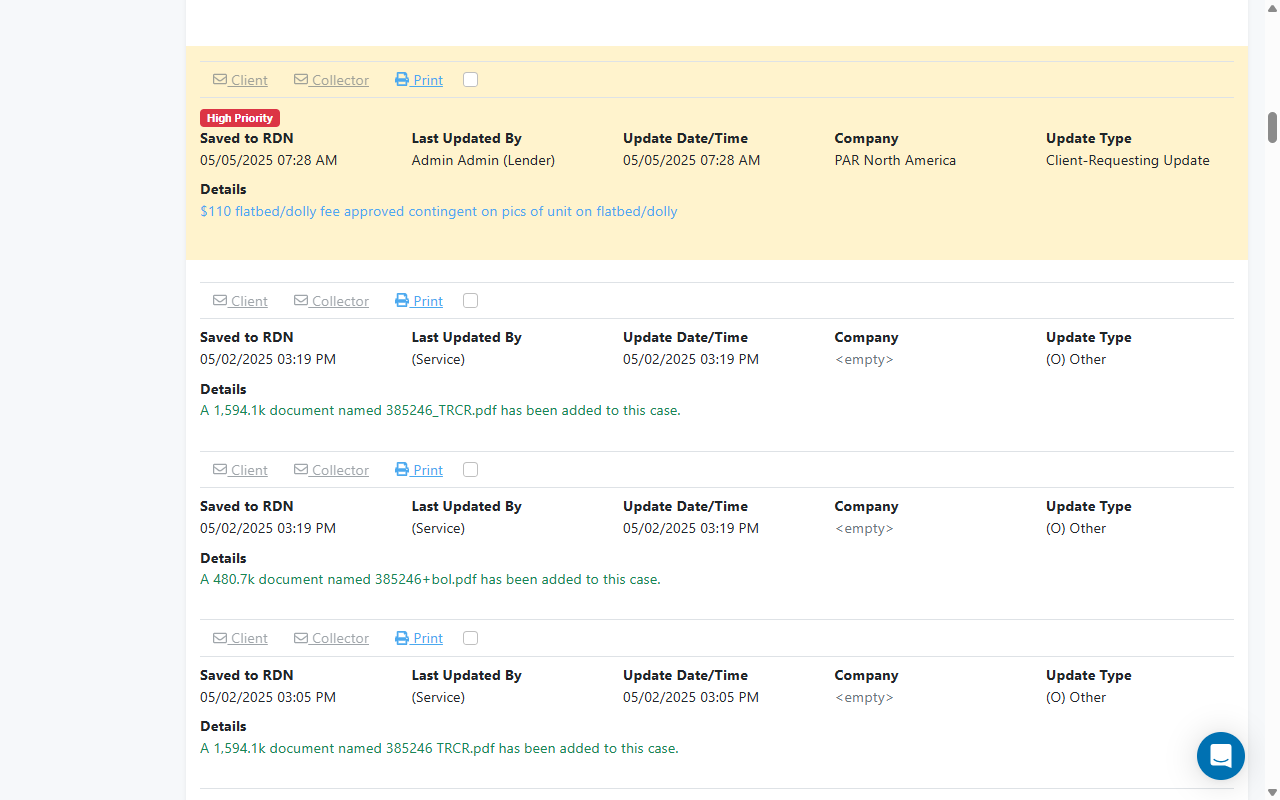 Client Collector Print
High Priority
Saved to RDN Last Updated By Update Date/Time Company Update Type
05/05/2025 07:28 AM Admin Admin (Lender) 05/05/2025 07:28 AM PAR North America Client-Requesting Update
Details
$110 flatbed/dolly fee approved contingent on pics of unit on flatbed/dolly
Client Collector Print
Saved to RDN Last Updated By Update Date/Time Company Update Type
05/02/2025 03:19 PM (Service) 05/02/2025 03:19 PM <empty> (O) Other
Details
A 1,594.1k document named 385246_TRCR.pdf has been added to this case.
Client Collector Print
Saved to RDN Last Updated By Update Date/Time Company Update Type
05/02/2025 03:19 PM (Service) 05/02/2025 03:19 PM <empty> (O) Other
Details
A 480.7k document named 385246+bol.pdf has been added to this case.
Client Collector Print
Saved to RDN Last Updated By Update Date/Time Company Update Type
05/02/2025 03:05 PM (Service) 05/02/2025 03:05 PM <empty> (O) Other
Details
A 1,594.1k document named 385246 TRCR.pdf has been added to this case.